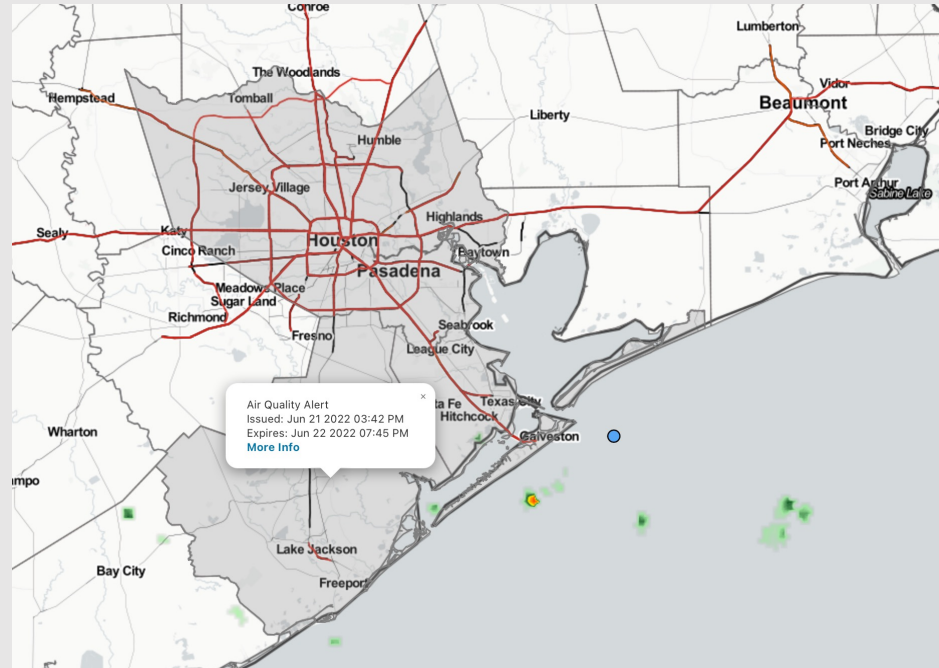 Conroe
Lumberton
The Woodlands
Hempstead
Tomball
Vidor
Beaumont
Liberty
Humble
Bridge City
Port Neches
Jersey Village
Port Arthur
Sabine Lake
Highlands
Sealy
Katy
Houston
Cinco Ranch
Baytown
Pasadena
Meadows Place
Sugar Land
Richmond
Seabrook
Fresno
League City
×
Air Quality Alert
Issued: Jun 21 2022 03:42 PM
Expires: Jun 22 2022 07:45 PM
More Info
ta Fe
Texas City
Hitchcock
Wharton
Galveston
mpo
Lake Jackson
Bay City
Freeport